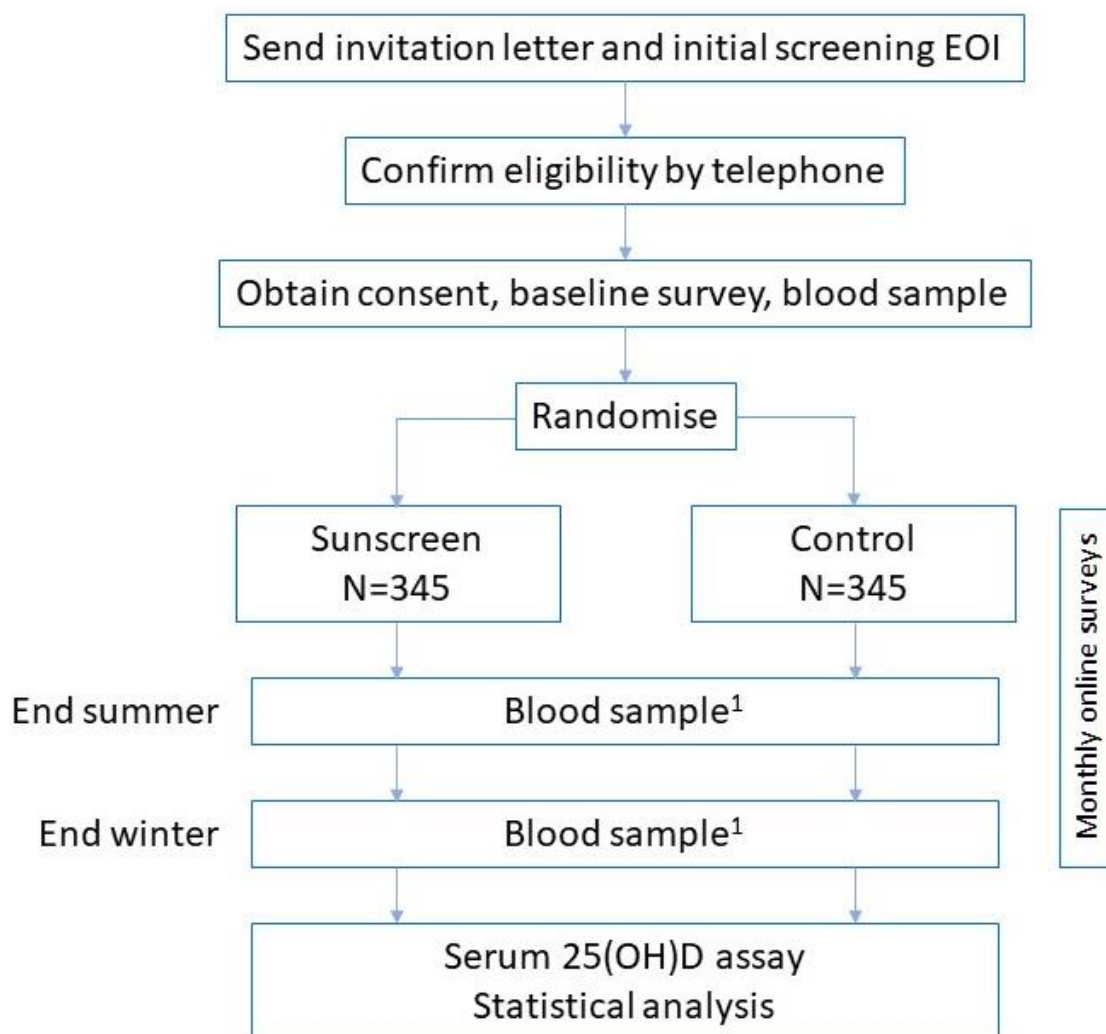 Send invitation letter and initial screening EOI
Confirm eligibility by telephone
Obtain consent, baseline survey, blood sample
Randomise
Sunscreen
N=345
Control
N=345
Monthly online surveys
End summer
Blood sample¹
End winter
Blood sample¹
Serum 25(OH)D assay
Statistical analysis